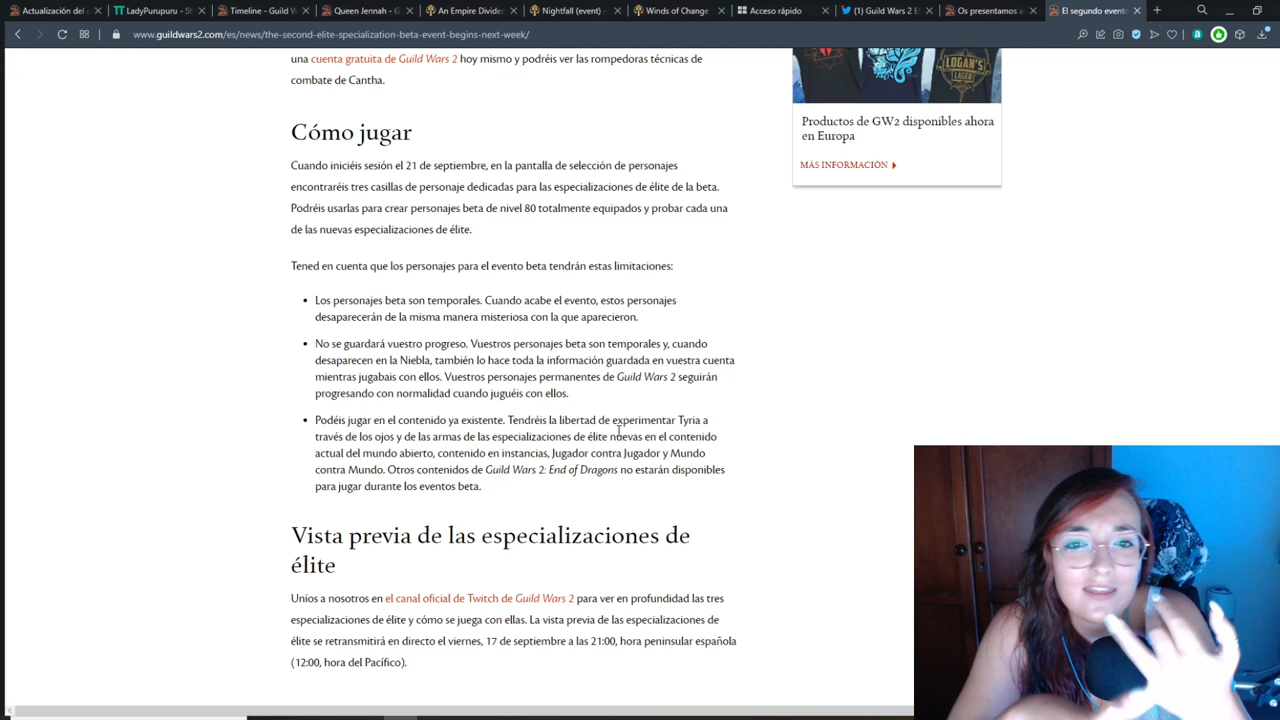 Actualización del
LadyPurupuru - St
Timeline - Guild W
Queen Jennah - G
An Empire Divide
Nightfall (event) -
Winds of Change
Acceso rápido
(1) Guild Wars 2 E
Os presentamos a
El segundo evento
www.guildwars2.com/es/news/the-second-elite-specialization-beta-event-begins-next-week/
una cuenta gratuita de Guild Wars 2 hoy mismo y podréis ver las rompedoras técnicas de
combate de Cantha.
Cómo jugar
Cuando iniciéis sesión el 21 de septiembre, en la pantalla de selección de personajes
encontraréis tres casillas de personaje dedicadas para las especializaciones de élite de la beta.
Podréis usarlas para crear personajes beta de nivel 80 totalmente equipados y probar cada una
de las nuevas especializaciones de élite.
Tened en cuenta que los personajes para el evento beta tendrán estas limitaciones:
• Los personajes beta son temporales. Cuando acabe el evento, estos personajes
desaparecerán de la misma manera misteriosa con la que aparecieron.
• No se guardará vuestro progreso. Vuestros personajes beta son temporales y, cuando
desaparecen en la Niebla, también lo hace toda la información guardada en vuestra cuenta
mientras jugabais con ellos. Vuestros personajes permanentes de Guild Wars 2 seguirán
progresando con normalidad cuando juguéis con ellos.
• Podéis jugar en el contenido ya existente. Tendréis la libertad de experimentar Tyria a
través de los ojos y de las armas de las especializaciones de élite nuevas en el contenido
actual del mundo abierto, contenido en instancias, Jugador contra Jugador y Mundo
contra Mundo. Otros contenidos de Guild Wars 2: End of Dragons no estarán disponibles
para jugar durante los eventos beta.
Vista previa de las especializaciones de
élite
Uníos a nosotros en el canal oficial de Twitch de Guild Wars 2 para ver en profundidad las tres
especializaciones de élite y cómo se juega con ellas. La vista previa de las especializaciones de
élite se retransmitirá en directo el viernes, 17 de septiembre a las 21:00, hora peninsular española
(12:00, hora del Pacífico).
LOGAN'S
LAGER
Productos de GW2 disponibles ahora
en Europa
MÁS INFORMACIÓN